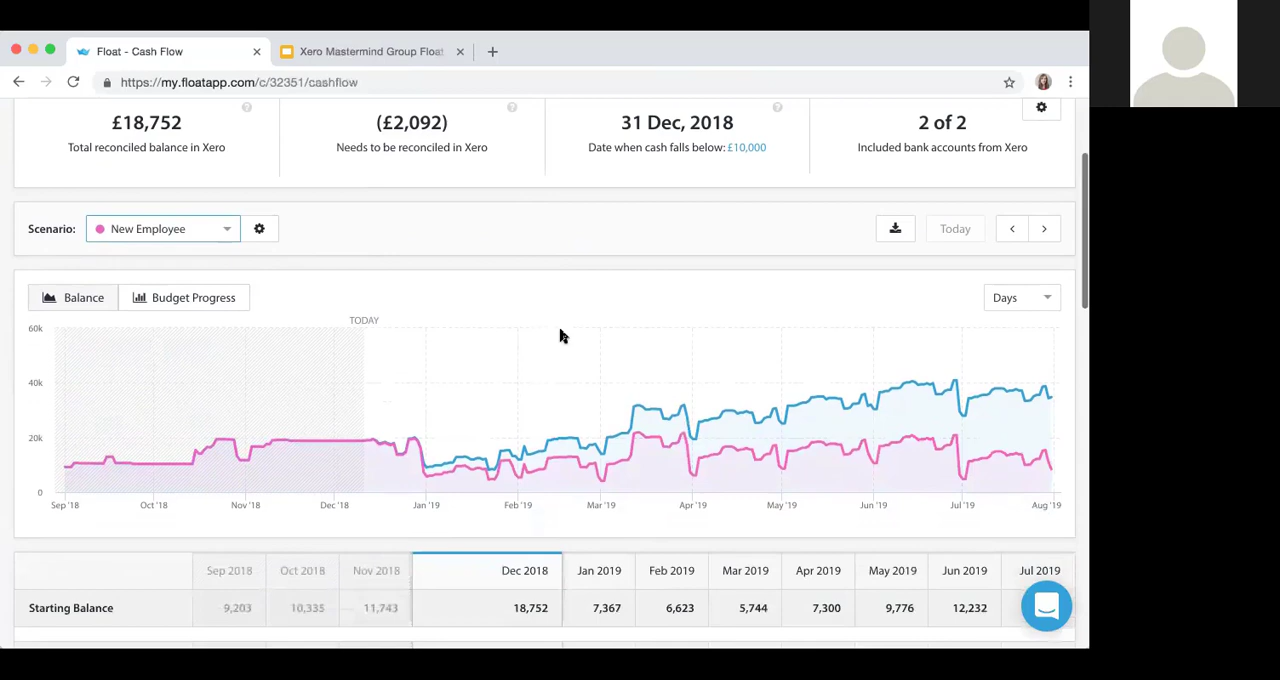 Float - Cash Flow
Xero Mastermind Group Float
https://my.floatapp.com/c/32351/cashflow
£18,752
(£2,092)
31 Dec, 2018
2 of 2
Total reconciled balance in Xero
Needs to be reconciled in Xero
Date when cash falls below: £10,000
Included bank accounts from Xero
Scenario: New Employee
Today
Balance
Budget Progress
Days
TODAY
60k
40k
20k
0
Sep '18 Oct '18 Nov '18 Dec '18 Jan '19 Feb '19 Mar '19 Apr '19 May '19 Jun '19 Jul '19 Aug '19
Sep 2018 Oct 2018 Nov 2018 Dec 2018 Jan 2019 Feb 2019 Mar 2019 Apr 2019 May 2019 Jun 2019 Jul 2019
Starting Balance 9,203 10,335 11,743 18,752 7,367 6,623 5,744 7,300 9,776 12,232